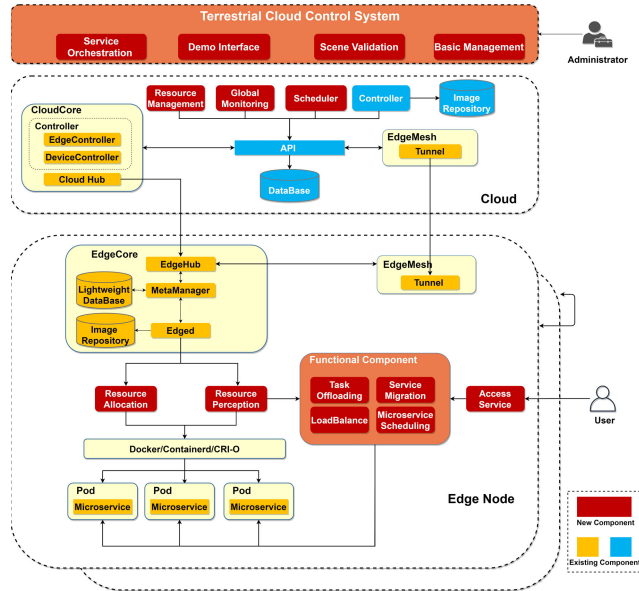 Terrestrial Cloud Control System
Service
Orchestration
Demo Interface
Scene Validation
Basic Management
Administrator
CloudCore
Controller
EdgeController
DeviceController
Cloud Hub
Resource
Management
Global
Monitoring
Scheduler
Controller
Image
Repository
API
DataBase
EdgeMesh
Tunnel
Cloud
EdgeCore
EdgeHub
MetaManager
Lightweight
DataBase
Image
Repository
Edged
EdgeMesh
Tunnel
Resource
Allocation
Resource
Perception
Functional Component
Task
Offloading
Service
Migration
LoadBalance
Microservice
Scheduling
Access
Service
User
Docker/Containerd/CRI-O
Pod
Microservice
Pod
Microservice
Pod
Microservice
Edge Node
New Component
Existing Component